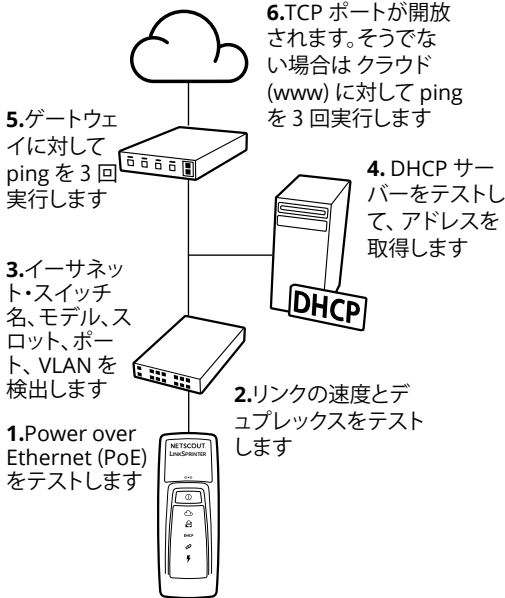 6.TCP ポートが開放
されます。そうでな
い場合は クラウド
(www) に対して ping
を 3 回実行します
5.ゲートウェ
イに対して
ping を 3 回
実行します
4. DHCP サー
バーをテストし
て、アドレスを
取得します
DHCP
3.イーサネッ
ト・スイッチ
名、モデル、ス
ロット、ポー
ト、VLAN を
検出します
2.リンクの速度とデ
ュプレックスをテスト
します
1.Power over
Ethernet (PoE)
をテストします
NETSCOUT.
LINKSPRINTER
DHCP